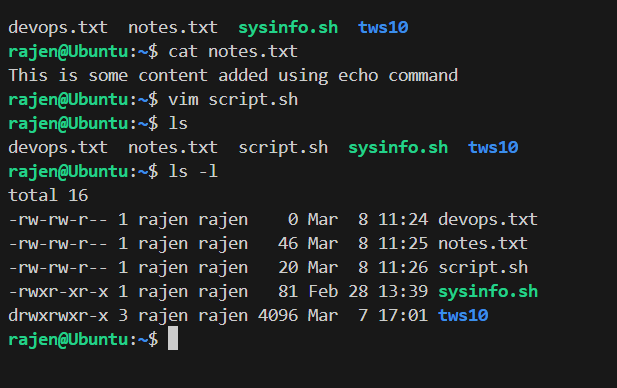 devops.txt  notes.txt  sysinfo.sh  tws10
rajen@Ubuntu:~$ cat notes.txt
This is some content added using echo command
rajen@Ubuntu:~$ vim script.sh
rajen@Ubuntu:~$ ls
devops.txt  notes.txt  script.sh  sysinfo.sh  tws10
rajen@Ubuntu:~$ ls -l
total 16
-rw-rw-r-- 1 rajen rajen    0 Mar  8 11:24 devops.txt
-rw-rw-r-- 1 rajen rajen   46 Mar  8 11:25 notes.txt
-rw-rw-r-- 1 rajen rajen   20 Mar  8 11:26 script.sh
-rwxr-xr-x 1 rajen rajen   81 Feb 28 13:39 sysinfo.sh
drwxrwxr-x 3 rajen rajen 4096 Mar  7 17:01 tws10
rajen@Ubuntu:~$